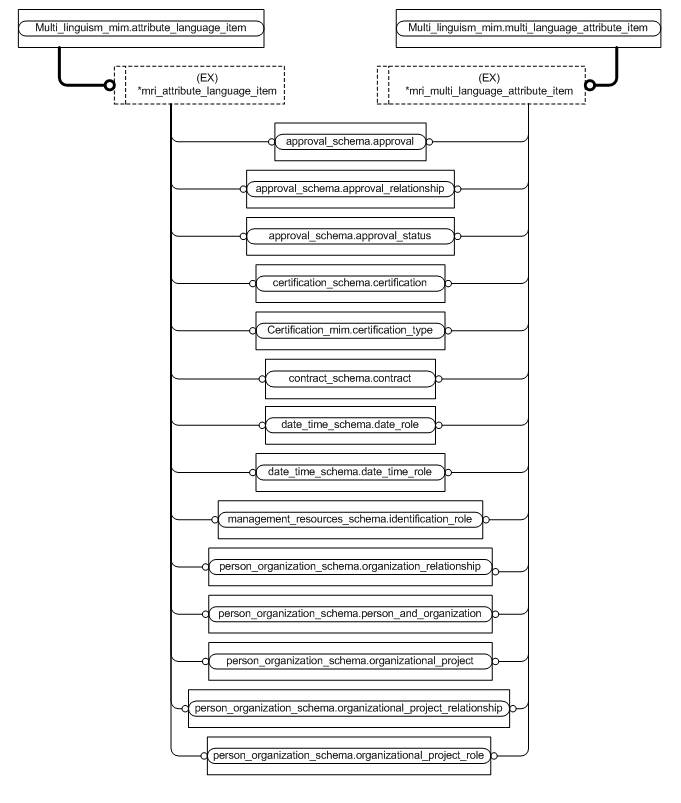 Multi_linguism_mim.attribute_language_item
Multi_linguism_mim.multi_language_attribute_item
(EX)
*mri_attribute_language_item
(EX)
*mri_multi_language_attribute_item
approval_schema.approval
approval_schema.approval_relationship
approval_schema.approval_status
certification_schema.certification
Certification_mim.certification_type
contract_schema.contract
date_time_schema.date_role
date_time_schema.date_time_role
management_resources_schema.identification_role
person_organization_schema.organization_relationship
person_organization_schema.person_and_organization
person_organization_schema.organizational_project
person_organization_schema.organizational_project_relationship
person_organization_schema.organizational_project_role